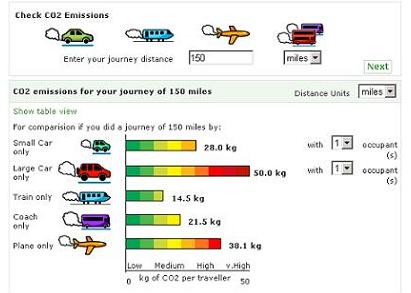 Check CO2 Emissions
Enter your journey distance 150 miles
Next
CO2 emissions for your journey of 150 miles Distance Units miles
Show table view
For comparision if you did a journey of 150 miles by:
Small Car only 28.0 kg with 1 occupant (s)
Large Car only 50.0 kg with 1 occupant (s)
Train only 14.5 kg
Coach only 21.5 kg
Plane only 38.1 kg
Low Medium High v.High
0 kg of CO2 per traveller 50